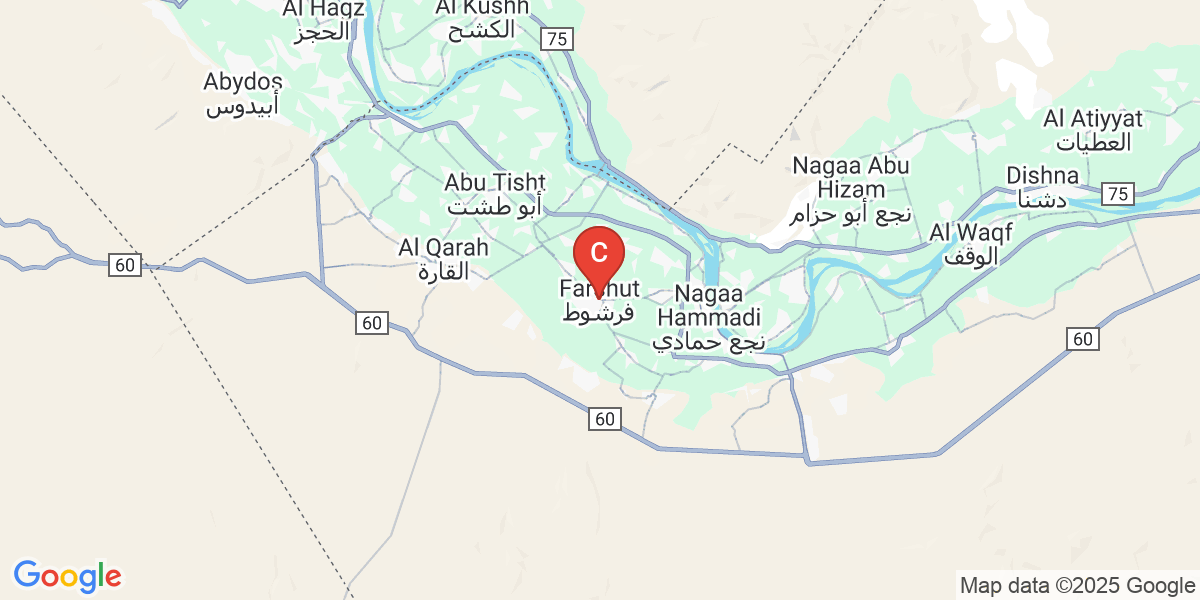 Al Hagz
الحجز
Al Kushh
الكشح
75
Abydos
أبيدوس
Al Atiyyat
العطيات
Nagaa Abu
Hizam
نجع أبو حزام
Dishna
دشنا
75
Abu Tisht
أبو طشت
Al Waqf
الوقف
Al Qarah
القارة
60
C
Farshut
فرشوط
Nagaa
Hammadi
نجع حمادي
60
60
60
Google
Map data ©2025 Google